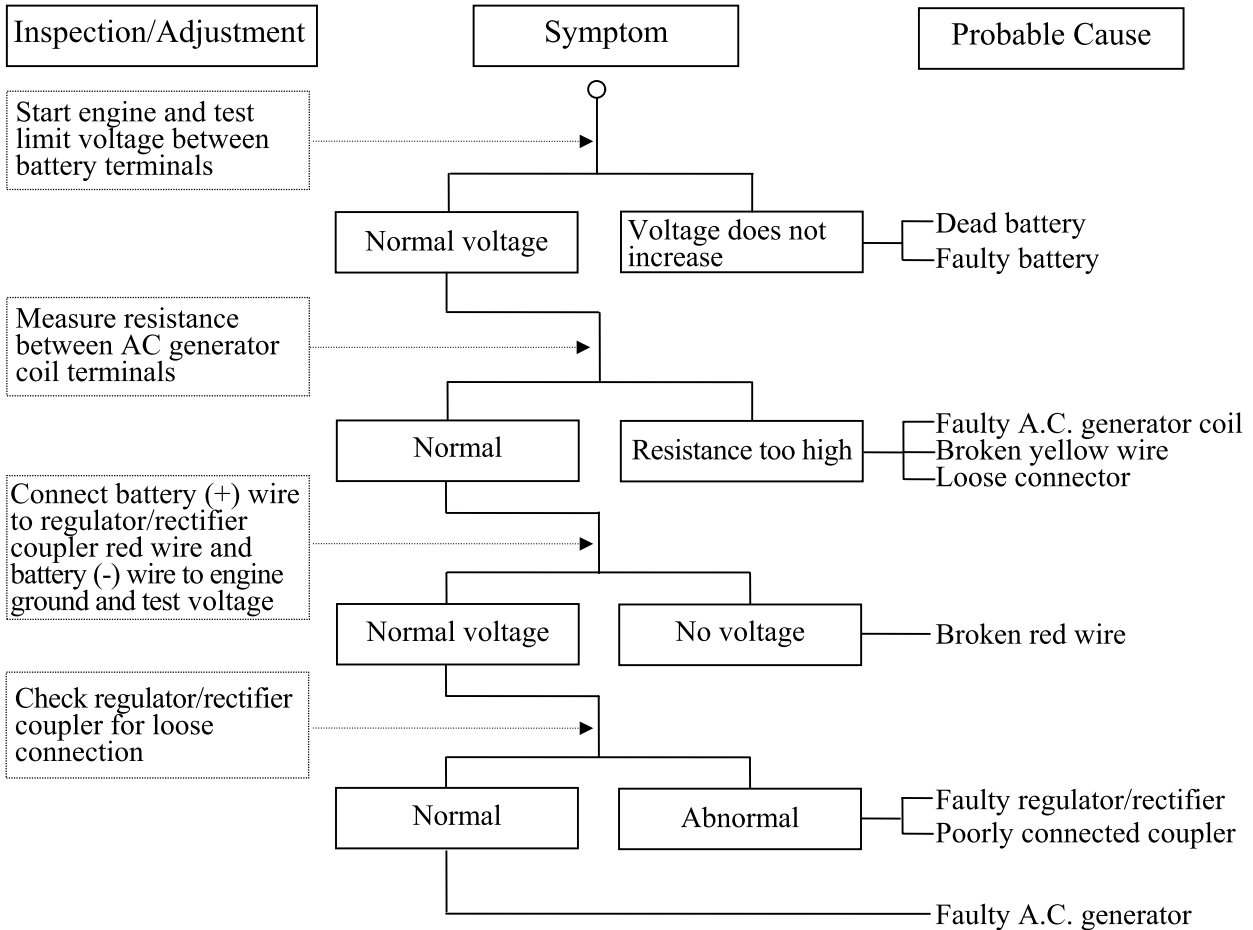 Inspection/Adjustment
Symptom
Probable Cause
Start engine and test
limit voltage between
battery terminals
Normal voltage
Voltage does not
increase
Dead battery
Faulty battery
Measure resistance
between AC generator
coil terminals
Normal
Resistance too high
Faulty A.C. generator coil
Broken yellow wire
Loose connector
Connect battery (+) wire
to regulator/rectifier
coupler red wire and
battery (-) wire to engine
ground and test voltage
Normal voltage
No voltage
Broken red wire
Check regulator/rectifier
coupler for loose
connection
Normal
Abnormal
Faulty regulator/rectifier
Poorly connected coupler
Faulty A.C. generator